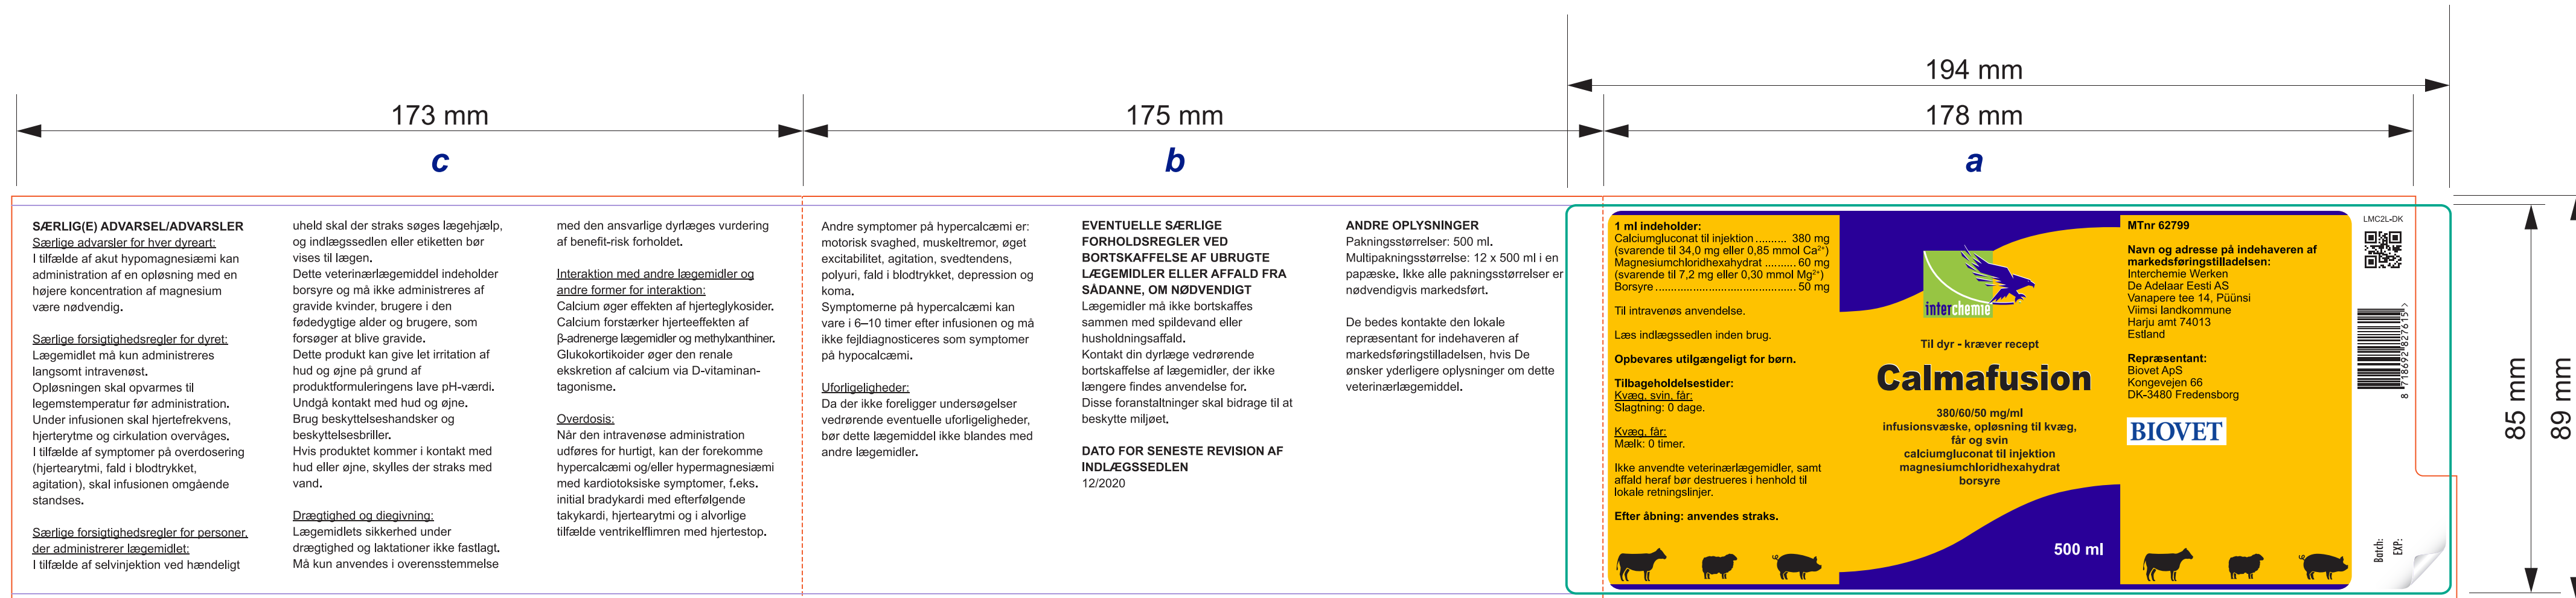 194 mm
173 mm
175 mm
178 mm
c
b
a
SÆRLIG(E) ADVARSEL/ADVARSLER
Særlige advarsler for hver dyreart:
I tilfælde af akut hypomagnesiæmi kan
administration af en opløsning med en
højere koncentration af magnesium
være nødvendig.
Særlige forsigtighedsregler for dyret:
Lægemidlet må kun administreres
langsomt intravenøst.
Opløsningen skal opvarmes til
legemstemperatur før administration.
Under infusionen skal hjertefrekvens,
hjerterytme og cirkulation overvåges.
I tilfælde af symptomer på overdosering
(hjertearytmi, fald i blodtrykket,
agitation), skal infusionen omgående
standses.
Særlige forsigtighedsregler for personer,
der administrerer lægemidlet:
I tilfælde af selvinjektion ved hændeligt
uheld skal der straks søges lægehjælp,
og indlægssedlen eller etiketten bør
vises til lægen.
Dette veterinærlægemiddel indeholder
borsyre og må ikke administreres af
gravide kvinder, brugere i den
fødedygtige alder og brugere, som
forsøger at blive gravide.
Dette produkt kan give let irritation af
hud og øjne på grund af
produktformuleringens lave pH-værdi.
Undgå kontakt med hud og øjne.
Brug beskyttelseshandsker og
beskyttelsesbriller.
Hvis produktet kommer i kontakt med
hud eller øjne, skylles der straks med
vand.
Drægtighed og diegivning:
Lægemidlets sikkerhed under
drægtighed og laktationer ikke fastlagt.
Må kun anvendes i overensstemmelse
med den ansvarlige dyrlæges vurdering
af benefit-risk forholdet.
Interaktion med andre lægemidler og
andre former for interaktion:
Calcium øger effekten af hjerteglykosider.
Calcium forstærker hjerteeffekten af
β-adrenerge lægemidler og methylxanthiner.
Glukokortikoider øger den renale
ekskretion af calcium via D-vitaminan-
tagonisme.
Overdosis:
Når den intravenøse administration
udføres for hurtigt, kan der forekomme
hypercalcæmi og/eller hypermagnesiæmi
med kardiotoksiske symptomer, f.eks.
initial bradykardi med efterfølgende
takykardi, hjertearytmi og i alvorlige
tilfælde ventrikelflimren med hjertestop.
Andre symptomer på hypercalcæmi er:
motorisk svaghed, muskeltremor, øget
excitabilitet, agitation, svedtendens,
polyuri, fald i blodtrykket, depression og
koma.
Symptomerne på hypercalcæmi kan
vare i 6–10 timer efter infusionen og må
ikke fejldiagnosticeres som symptomer
på hypocalcæmi.
Uforligeligheder:
Da der ikke foreligger undersøgelser
vedrørende eventuelle uforligeligheder,
bør dette lægemiddel ikke blandes med
andre lægemidler.
EVENTUELLE SÆRLIGE
FORHOLDSREGLER VED
BORTSKAFFELSE AF UBRUGTE
LÆGEMIDLER ELLER AFFALD FRA
SÅDANNE, OM NØDVENDIGT
Lægemidler må ikke bortskaffes
sammen med spildevand eller
husholdningsaffald.
Kontakt din dyrlæge vedrørende
bortskaffelse af lægemidler, der ikke
længere findes anvendelse for.
Disse foranstaltninger skal bidrage til at
beskytte miljøet.
DATO FOR SENESTE REVISION AF
INDLÆGSSEDLEN
12/2020
ANDRE OPLYSNINGER
Pakningsstørrelser: 500 ml.
Multipakningsstørrelse: 12 x 500 ml i en
papæske. Ikke alle pakningsstørrelser er
nødvendigvis markedsført.
De bedes kontakte den lokale
repræsentant for indehaveren af
markedsføringstilladelsen, hvis De
ønsker yderligere oplysninger om dette
veterinærlægemiddel.
1 ml indeholder:
Calciumgluconat til injektion .......... 380 mg
(svarende til 34,0 mg eller 0,85 mmol Ca²⁺)
Magnesiumchloridhexahydrat .......... 60 mg
(svarende til 7,2 mg eller 0,30 mmol Mg²⁺)
Borsyre ............................................. 50 mg
Til intravenøs anvendelse.
Læs indlægssedlen inden brug.
Opbevares utilgængeligt for børn.
Tilbageholdelsestider:
Kvæg, svin, får:
Slagtning: 0 dage.
Kvæg, får:
Mælk: 0 timer.
Ikke anvendte veterinærlægemidler, samt
affald heraf bør destrueres i henhold til
lokale retningslinjer.
Efter åbning: anvendes straks.
interchemie
Til dyr - kræver recept
Calmafusion
380/60/50 mg/ml
infusionsvæske, opløsning til kvæg,
får og svin
calciumgluconat til injektion
magnesiumchloridhexahydrat
borsyre
500 ml
MTnr 62799
Navn og adresse på indehaveren af
markedsføringstilladelsen:
Interchemie Werken
De Adelaar Eesti AS
Vanapere tee 14, Püünsi
Viimsi landkommune
Harju amt 74013
Estland
Repræsentant:
Biovet ApS
Kongevejen 66
DK-3480 Fredensborg
BIOVET
LMC2L-DK
8 718692 827615 >
Batch:
EXP.:
85 mm
89 mm